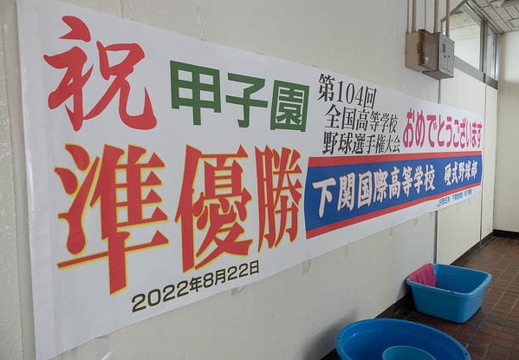 祝 甲子園
準優勝
2022年8月22日
第104回
全国高等学校
野球選手権大会
おめでとうございます
下関国際高等学校 硬式野球部